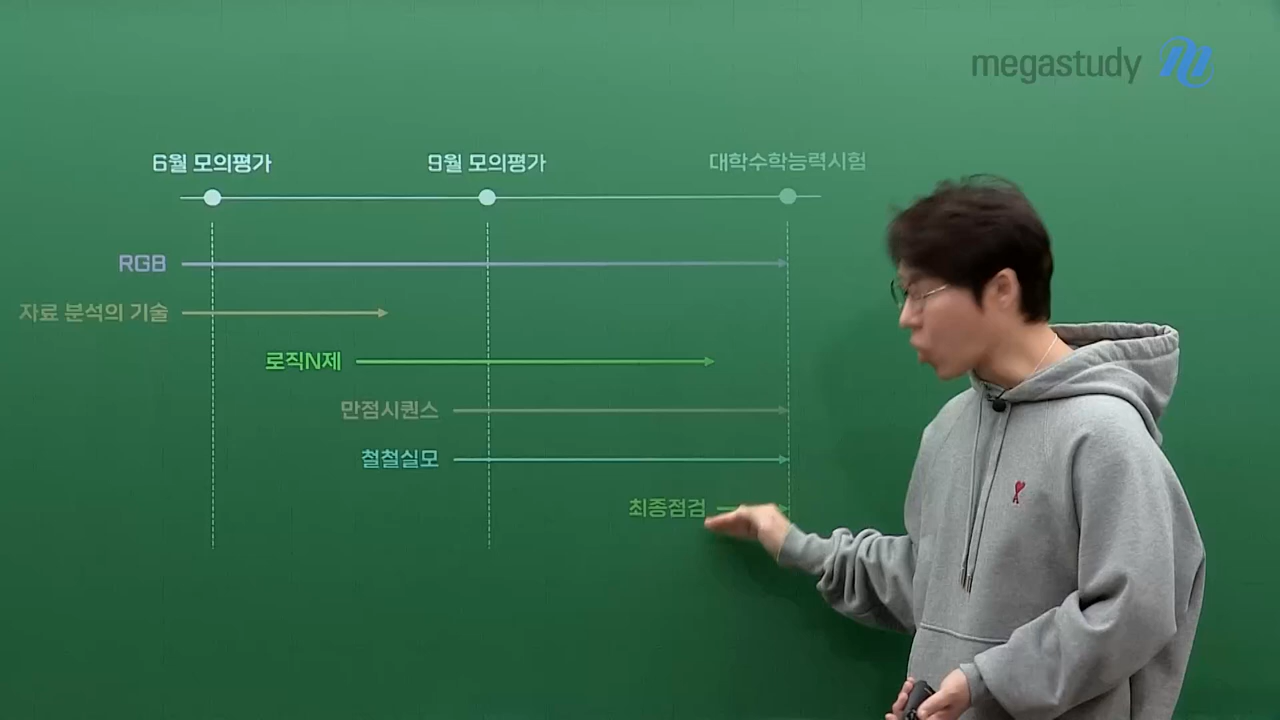 megastudy
6월 모의평가
9월 모의평가
대학수학능력시험
RGB
자료 분석의 기술
로직N제
만점시퀀스
철철실모
최종점검